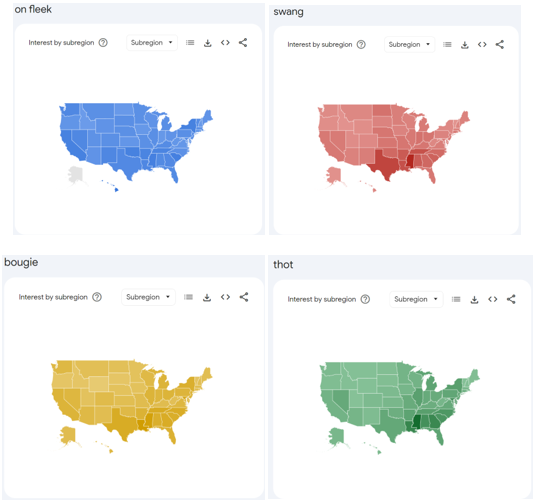 on fleek
Interest by subregion ? Subregion
swang
Interest by subregion ? Subregion
bougie
Interest by subregion ? Subregion
thot
Interest by subregion ? Subregion